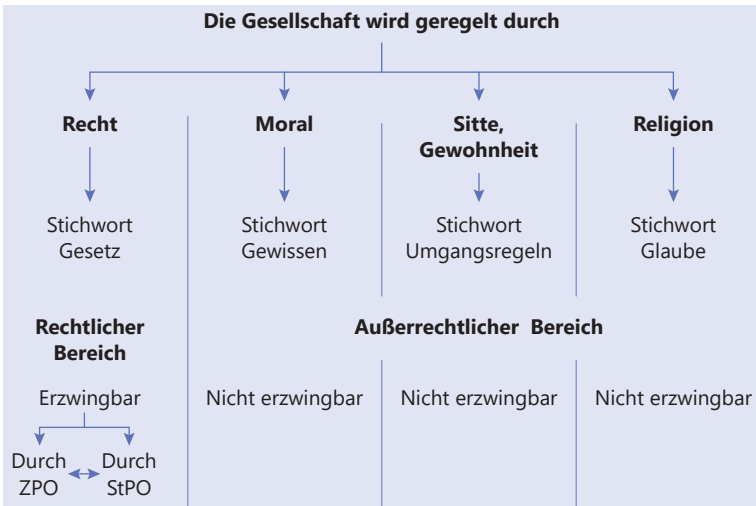 Die Gesellschaft wird geregelt durch
Recht
Moral
Sitte,
Gewohnheit
Religion
Stichwort
Gesetz
Stichwort
Gewissen
Stichwort
Umgangsregeln
Stichwort
Glaube
Rechtlicher
Bereich
Außerrechtlicher Bereich
Erzwingbar
Nicht erzwingbar
Nicht erzwingbar
Nicht erzwingbar
Durch
ZPO
Durch
StPO